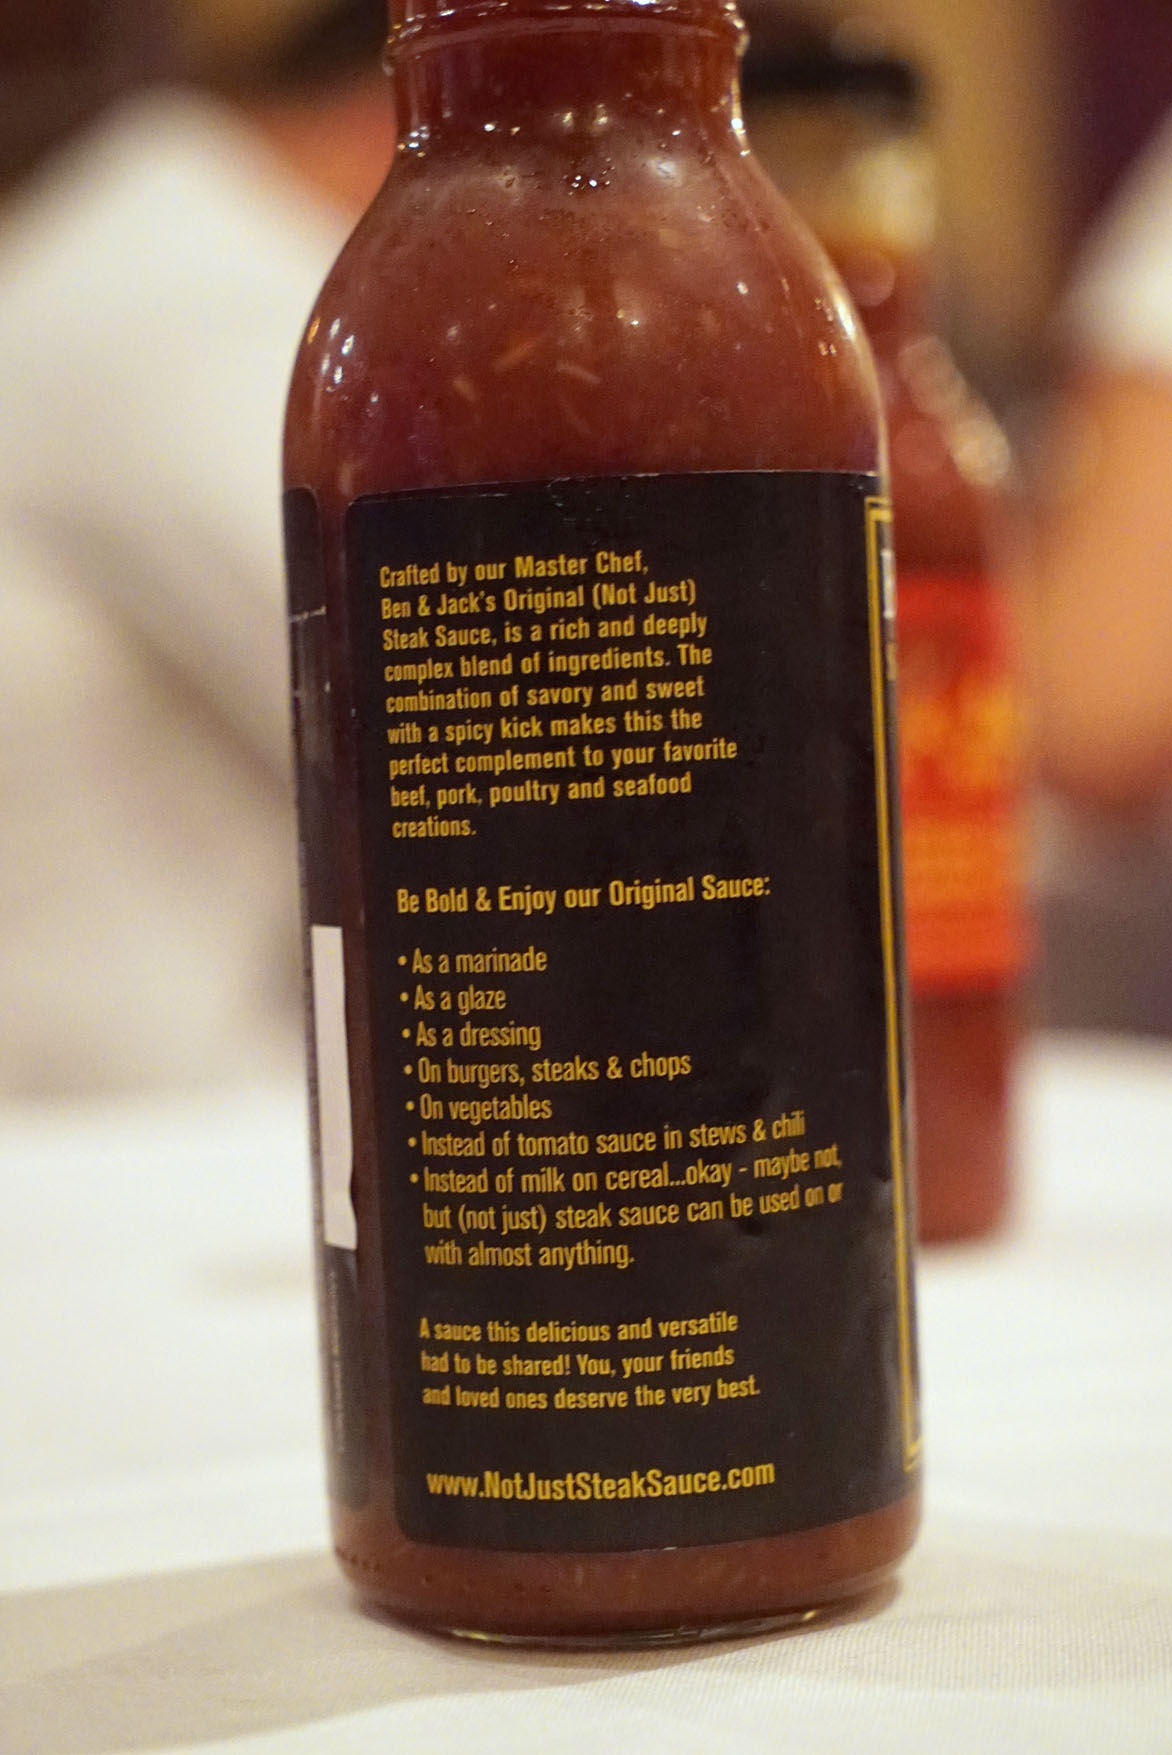 Crafted by our Master Chef,
Ben & Jack's Original (Not Just)
Steak Sauce, is a rich and deeply
complex blend of ingredients. The
combination of savory and sweet
with a spicy kick makes this the
perfect complement to your favorite
beef, pork, poultry and seafood
creations.
Be Bold & Enjoy our Original Sauce:
• As a marinade
• As a glaze
• As a dressing
• On burgers, steaks & chops
• On vegetables
• Instead of tomato sauce in stews & chili
• Instead of milk on cereal...okay - maybe not,
but (not just) steak sauce can be used on or
with almost anything.
A sauce this delicious and versatile
had to be shared! You, your friends
and loved ones deserve the very best.
www.NotJustSteakSauce.com